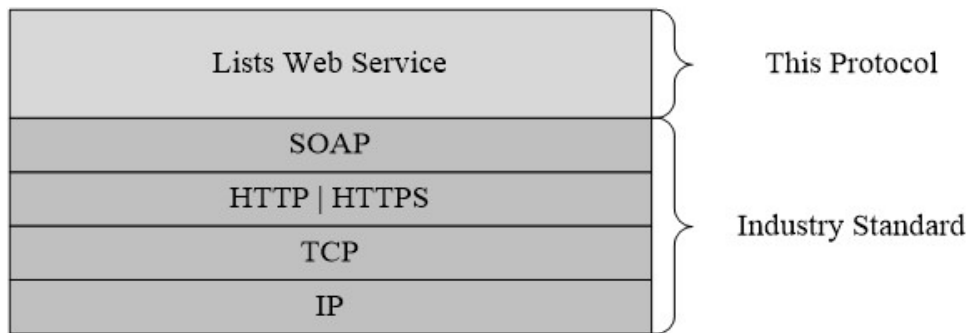 Lists Web Service
This Protocol
SOAP
HTTP | HTTPS
TCP
IP
Industry Standard